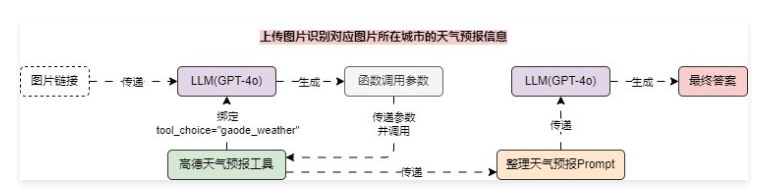 上传图片识别对应图片所在城市的天气预报信息
图片链接
传递
LLM(GPT-4o)
生成
函数调用参数
LLM(GPT-4o)
生成
最终答案
绑定
tool_choice="gaode_weather"
传递参数
并调用
传递
高德天气预报工具
传递
整理天气预报Prompt